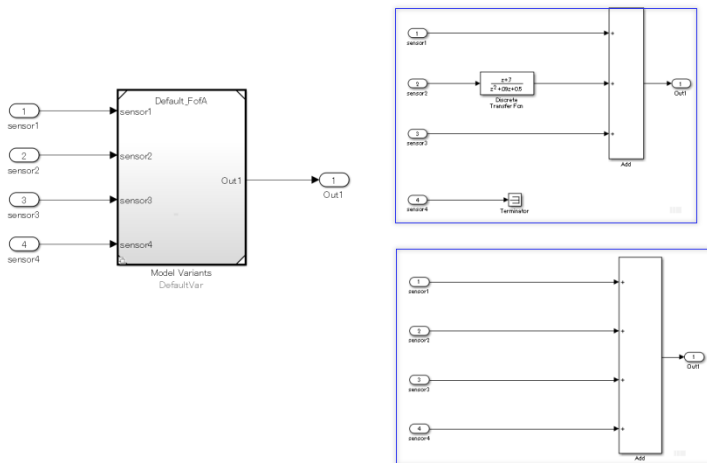 Default_FofA
1
sensor1
sensor1
2
sensor2
sensor2
3
sensor3
sensor3
4
sensor4
sensor4
Out1
1
Out1
Model Variants
DefaultVar
1
sensor1
+
2
sensor2
z+.7
Discrete
Transfer Fcn
+
3
sensor3
+
1
Out1
Add
4
sensor4
Terminator
1
sensor1
+
2
sensor2
+
3
sensor3
+
4
sensor4
+
1
Out1
Add